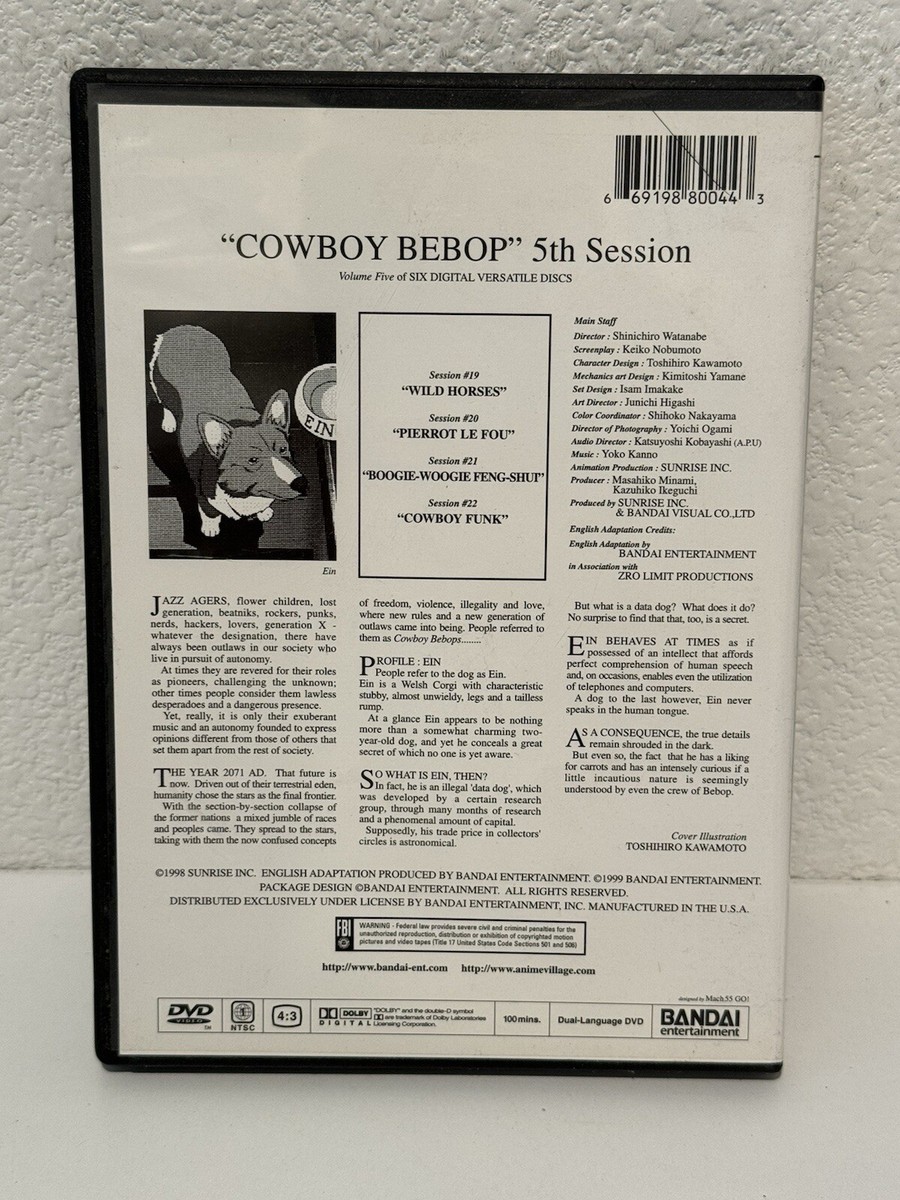 6 69198 80044 3
“COWBOY BEBOP” 5th Session
Volume Five of SIX DIGITAL VERSATILE DISCS
EIN
Ein
Session #19
“WILD HORSES”
Session #20
“PIERROT LE FOU”
Session #21
“BOOGIE-WOOGIE FENG-SHUI”
Session #22
“COWBOY FUNK”
Main Staff
Director : Shinichiro Watanabe
Screenplay : Keiko Nobumoto
Character Design : Toshihiro Kawamoto
Mechanics art Design : Kimitoshi Yamane
Set Design : Isam Imakake
Art Director : Junichi Higashi
Color Coordinator : Shihoko Nakayama
Director of Photography : Yoichi Ogami
Audio Director : Katsuyoshi Kobayashi (A.P.U)
Music : Yoko Kanno
Animation Production : SUNRISE INC.
Producer : Masahiko Minami,
Kazuhiko Ikeguchi
Produced by SUNRISE INC.
& BANDAI VISUAL CO.,LTD
English Adaptation Credits:
English Adaptation by
BANDAI ENTERTAINMENT
in Association with
ZRO LIMIT PRODUCTIONS
JAZZ AGERS, flower children, lost
generation, beatniks, rockers, punks,
nerds, hackers, lovers, generation X -
whatever the designation, there have
always been outlaws in our society who
live in pursuit of autonomy.
At times they are revered for their roles
as pioneers, challenging the unknown;
other times people consider them lawless
desperadoes and a dangerous presence.
Yet, really, it is only their exuberant
music and an autonomy founded to express
opinions different from those of others that
set them apart from the rest of society.
THE YEAR 2071 AD. That future is
now. Driven out of their terrestrial eden,
humanity chose the stars as the final frontier.
With the section-by-section collapse of
the former nations a mixed jumble of races
and peoples came. They spread to the stars,
taking with them the now confused concepts
of freedom, violence, illegality and love,
where new rules and a new generation of
outlaws came into being. People referred to
them as Cowboy Bebops........
PROFILE : EIN
People refer to the dog as Ein.
Ein is a Welsh Corgi with characteristic
stubby, almost unwieldy, legs and a tailless
rump.
At a glance Ein appears to be nothing
more than a somewhat charming two-
year-old dog, and yet he conceals a great
secret of which no one is yet aware.
SO WHAT IS EIN, THEN?
In fact, he is an illegal 'data dog', which
was developed by a certain research
group, through many months of research
and a phenomenal amount of capital.
Supposedly, his trade price in collectors'
circles is astronomical.
But what is a data dog? What does it do?
No surprise to find that that, too, is a secret.
EIN BEHAVES AT TIMES as if
possessed of an intellect that affords
perfect comprehension of human speech
and, on occasions, enables even the utilization
of telephones and computers.
A dog to the last however, Ein never
speaks in the human tongue.
AS A CONSEQUENCE, the true details
remain shrouded in the dark.
But even so, the fact that he has a liking
for carrots and has an intensely curious if a
little incautious nature is seemingly
understood by even the crew of Bebop.
Cover Illustration
TOSHIHIRO KAWAMOTO
©1998 SUNRISE INC. ENGLISH ADAPTATION PRODUCED BY BANDAI ENTERTAINMENT. ©1999 BANDAI ENTERTAINMENT.
PACKAGE DESIGN ©BANDAI ENTERTAINMENT. ALL RIGHTS RESERVED.
DISTRIBUTED EXCLUSIVELY UNDER LICENSE BY BANDAI ENTERTAINMENT, INC. MANUFACTURED IN THE U.S.A.
FBI
WARNING - Federal law provides severe civil and criminal penalties for the
unauthorized reproduction, distribution or exhibition of copyrighted motion
pictures and video tapes (Title 17 United States Code Sections 501 and 506)
http://www.bandai-ent.com http://www.animevillage.com
designed by Mach55 GO!
DVD
VIDEO
NTSC
4:3
DOLBY
DIGITAL
"DOLBY" and the double-D symbol
are trademark of Dolby Laboratories
Licensing Corporation.
100mins.
Dual-Language DVD
BANDAI
entertainment